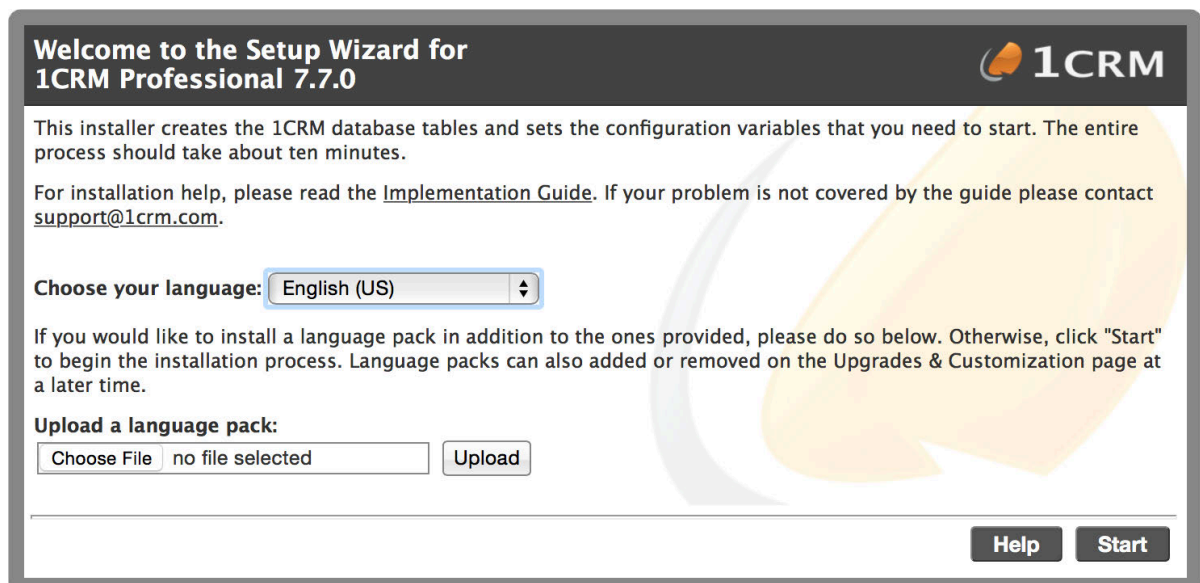 Welcome to the Setup Wizard for
1CRM Professional 7.7.0
1CRM
This installer creates the 1CRM database tables and sets the configuration variables that you need to start. The entire
process should take about ten minutes.
For installation help, please read the Implementation Guide. If your problem is not covered by the guide please contact
support@1crm.com.
Choose your language: English (US)
If you would like to install a language pack in addition to the ones provided, please do so below. Otherwise, click "Start"
to begin the installation process. Language packs can also added or removed on the Upgrades & Customization page at
a later time.
Upload a language pack:
Choose File no file selected Upload
Help Start